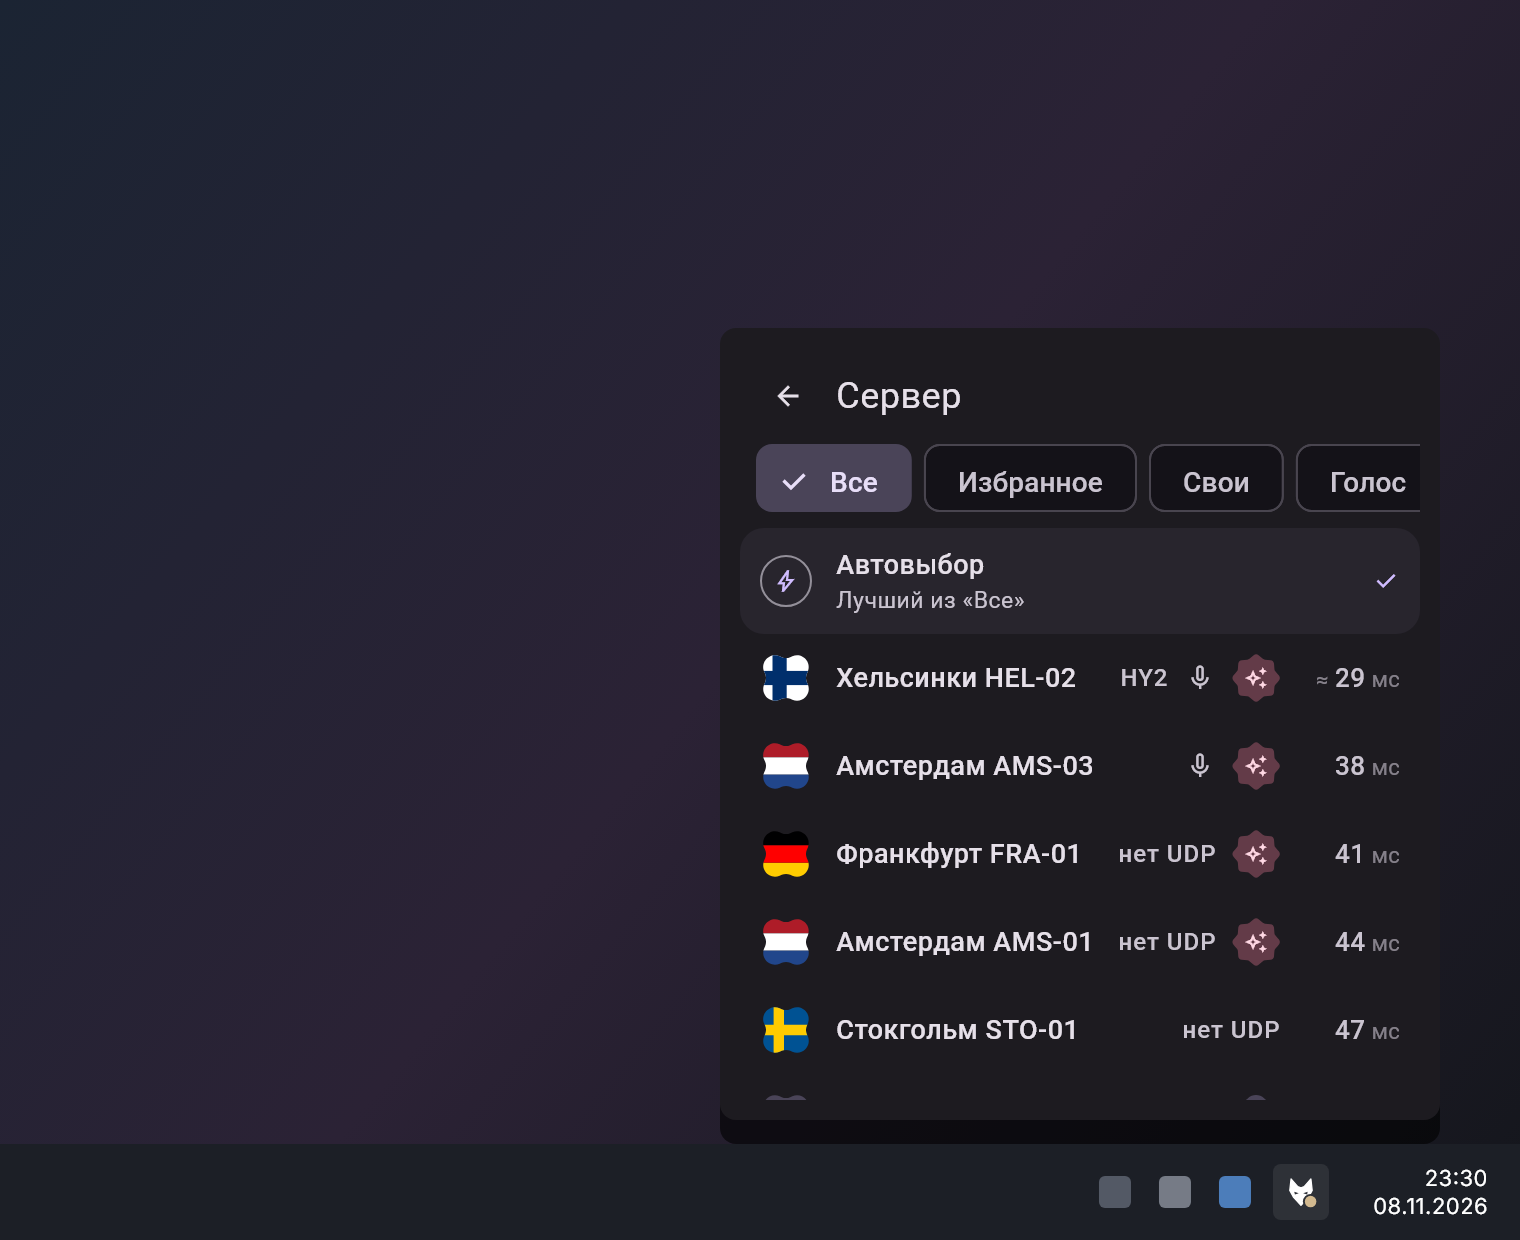 Сервер
Все
Избранное
Свои
Голос
Автовыбор
Лучший из «Все»
Хельсинки HEL-02 HY2 ≈ 29 мс
Амстердам AMS-03 38 мс
Франкфурт FRA-01 нет UDP 41 мс
Амстердам AMS-01 нет UDP 44 мс
Стокгольм STO-01 нет UDP 47 мс
23:30
08.11.2026